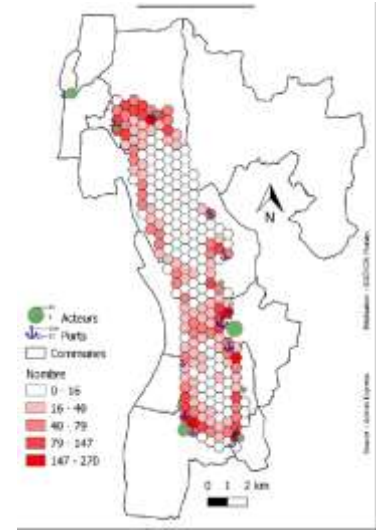 N
Acteurs
Ports
Communes
Nombre
0 - 16
16 - 40
40 - 79
79 - 147
147 - 270
0 1 2 km